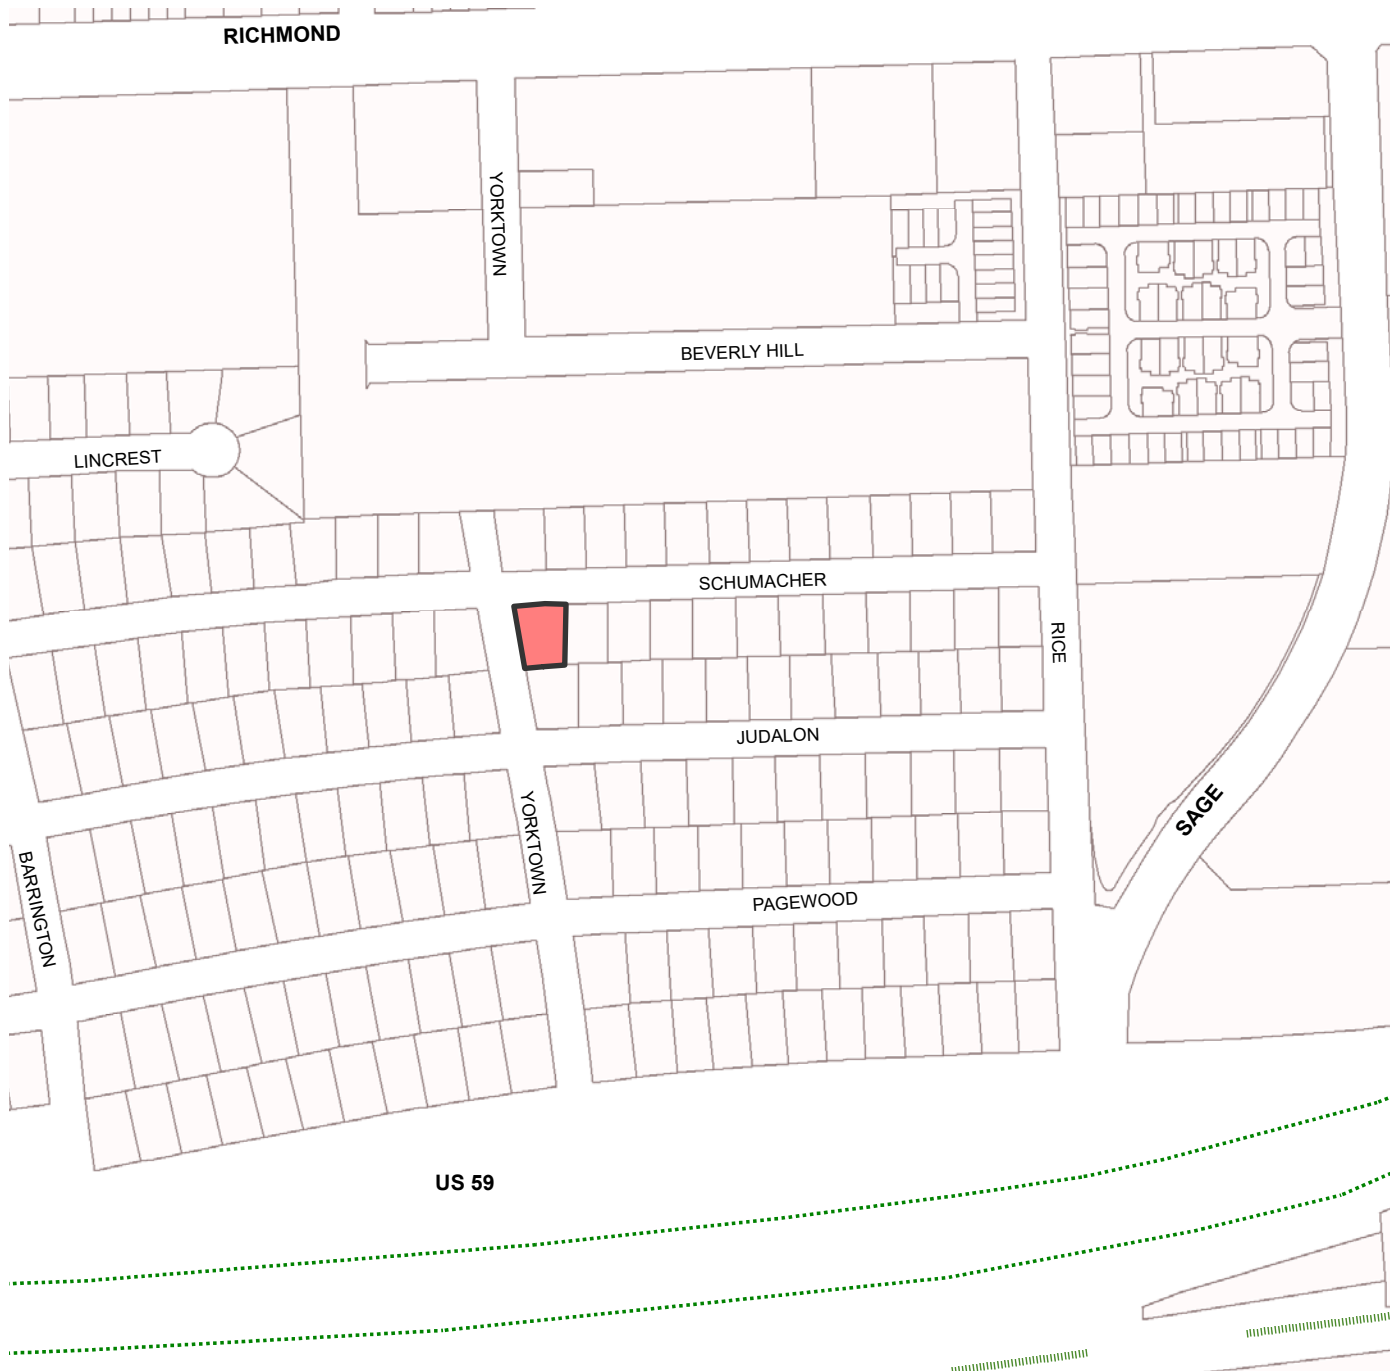 RICHMOND
YORKTOWN
BEVERLY HILL
LINCREST
SCHUMACHER
RICE
JUDALON
SAGE
YORKTOWN
BARRINGTON
PAGEWOOD
US 59